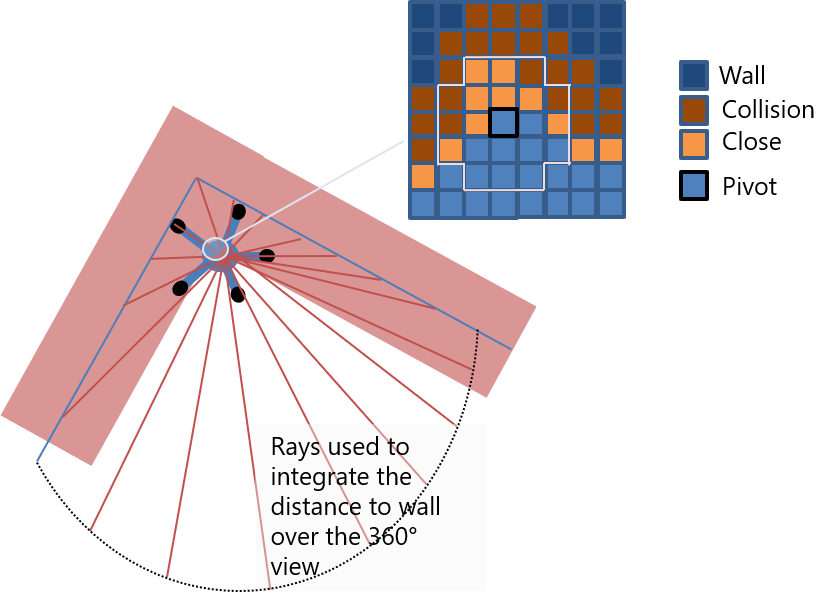 Wall
Collision
Close
Pivot
Rays used to
integrate the
distance to wall
over the 360°
view